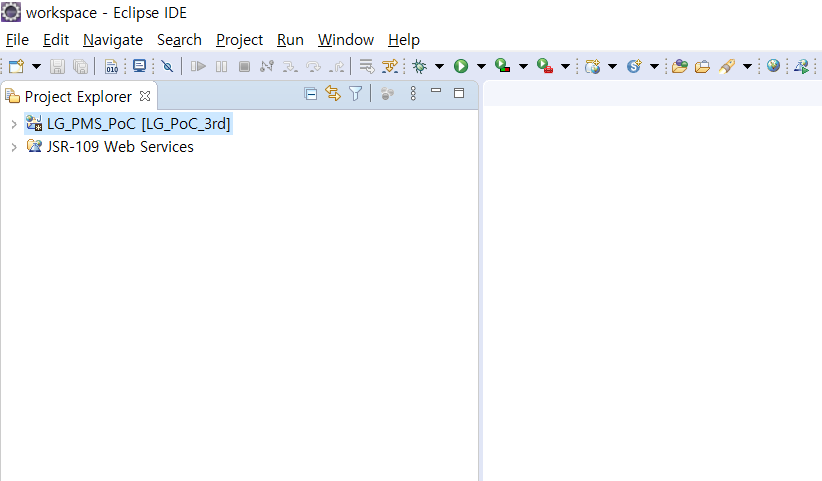 workspace - Eclipse IDE
File Edit Navigate Search Project Run Window Help
010
Project Explorer
LG_PMS_PoC [LG_PoC_3rd]
JSR-109 Web Services